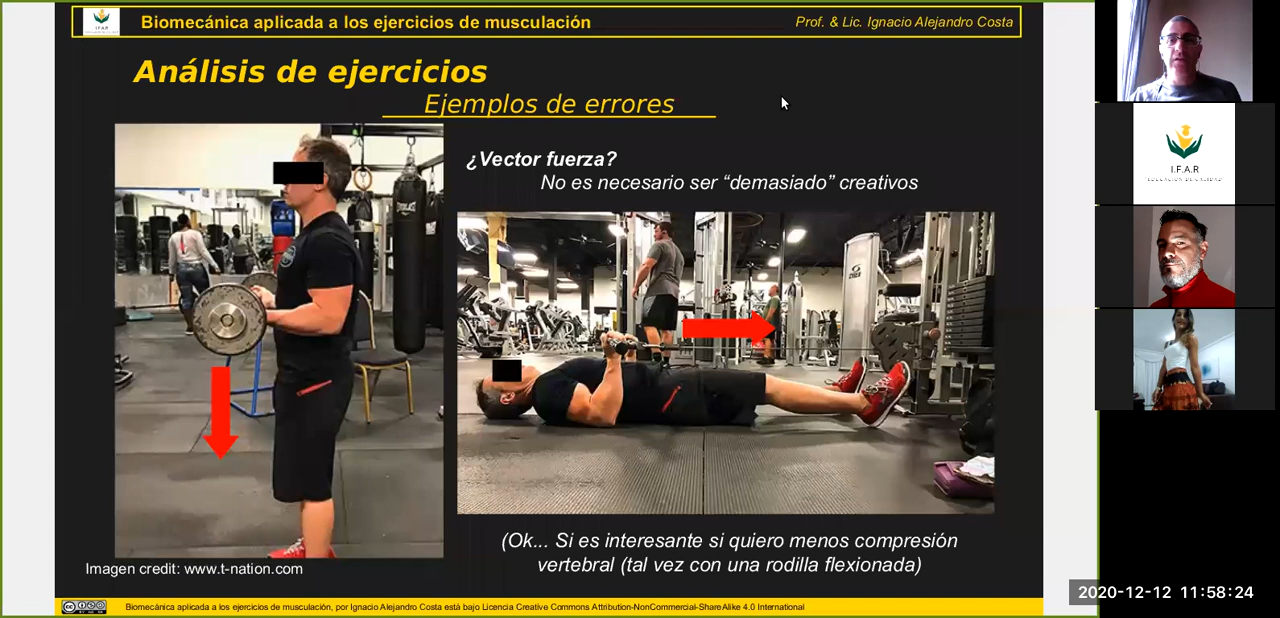 I.F.A.R
Biomecánica aplicada a los ejercicios de musculación
Prof. & Lic. Ignacio Alejandro Costa
Análisis de ejercicios
Ejemplos de errores
¿Vector fuerza?
No es necesario ser “demasiado” creativos
EVERLAST
(Ok... Si es interesante si quiero menos compresión
vertebral (tal vez con una rodilla flexionada)
Imagen credit: www.t-nation.com
Biomecánica aplicada a los ejercicios de musculación, por Ignacio Alejandro Costa está bajo Licencia Creative Commons Attribution-NonCommercial-ShareAlike 4.0 International
I.F.A.R
2020-12-12 11:58:24